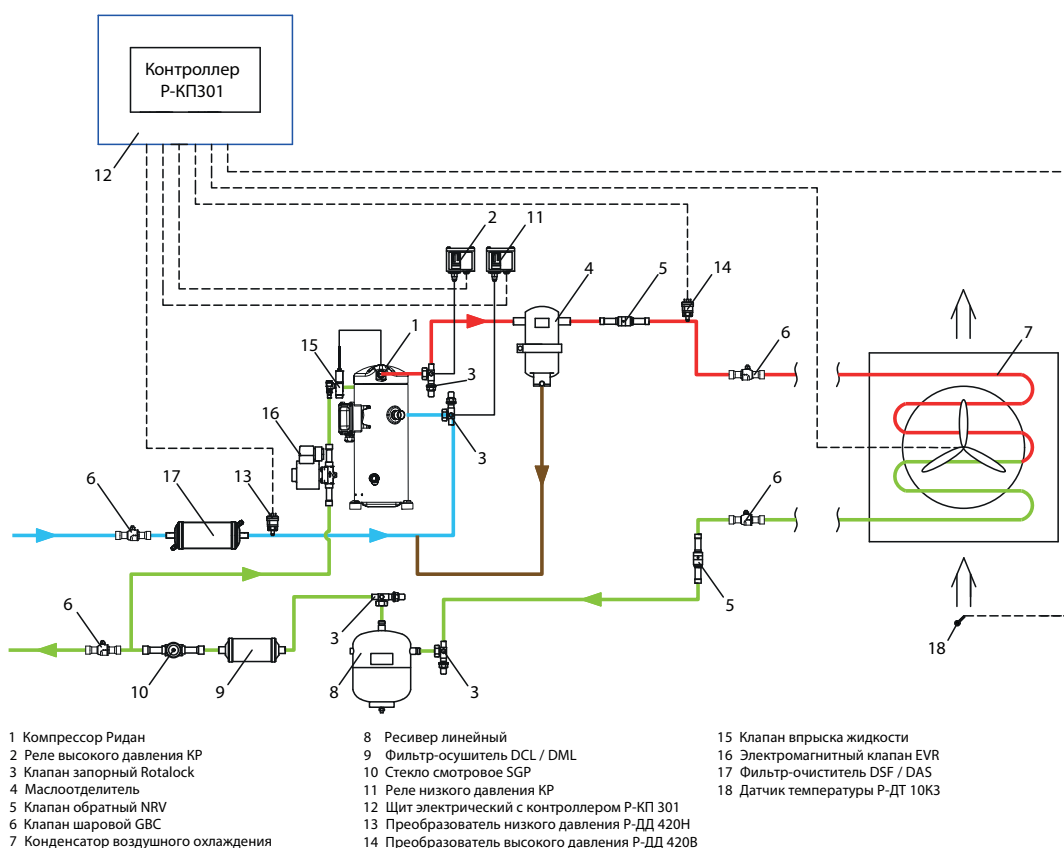 Контроллер
Р-КП301
12
2
11
4
5
14
1
15
3
6
7
16
3
6
17
13
6
6
3
5
18
10
9
8
3
1 Компрессор Ридан
2 Реле высокого давления КР
3 Клапан запорный Rotalock
4 Маслоотделитель
5 Клапан обратный NRV
6 Клапан шаровой GBC
7 Конденсатор воздушного охлаждения
8 Ресивер линейный
9 Фильтр-осушитель DCL / DML
10 Стекло смотровое SGP
11 Реле низкого давления КР
12 Щит электрический с контроллером Р-КП 301
13 Преобразователь низкого давления Р-ДД 420Н
14 Преобразователь высокого давления Р-ДД 420В
15 Клапан впрыска жидкости
16 Электромагнитный клапан EVR
17 Фильтр-очиститель DSF / DAS
18 Датчик температуры Р-ДТ 10К3